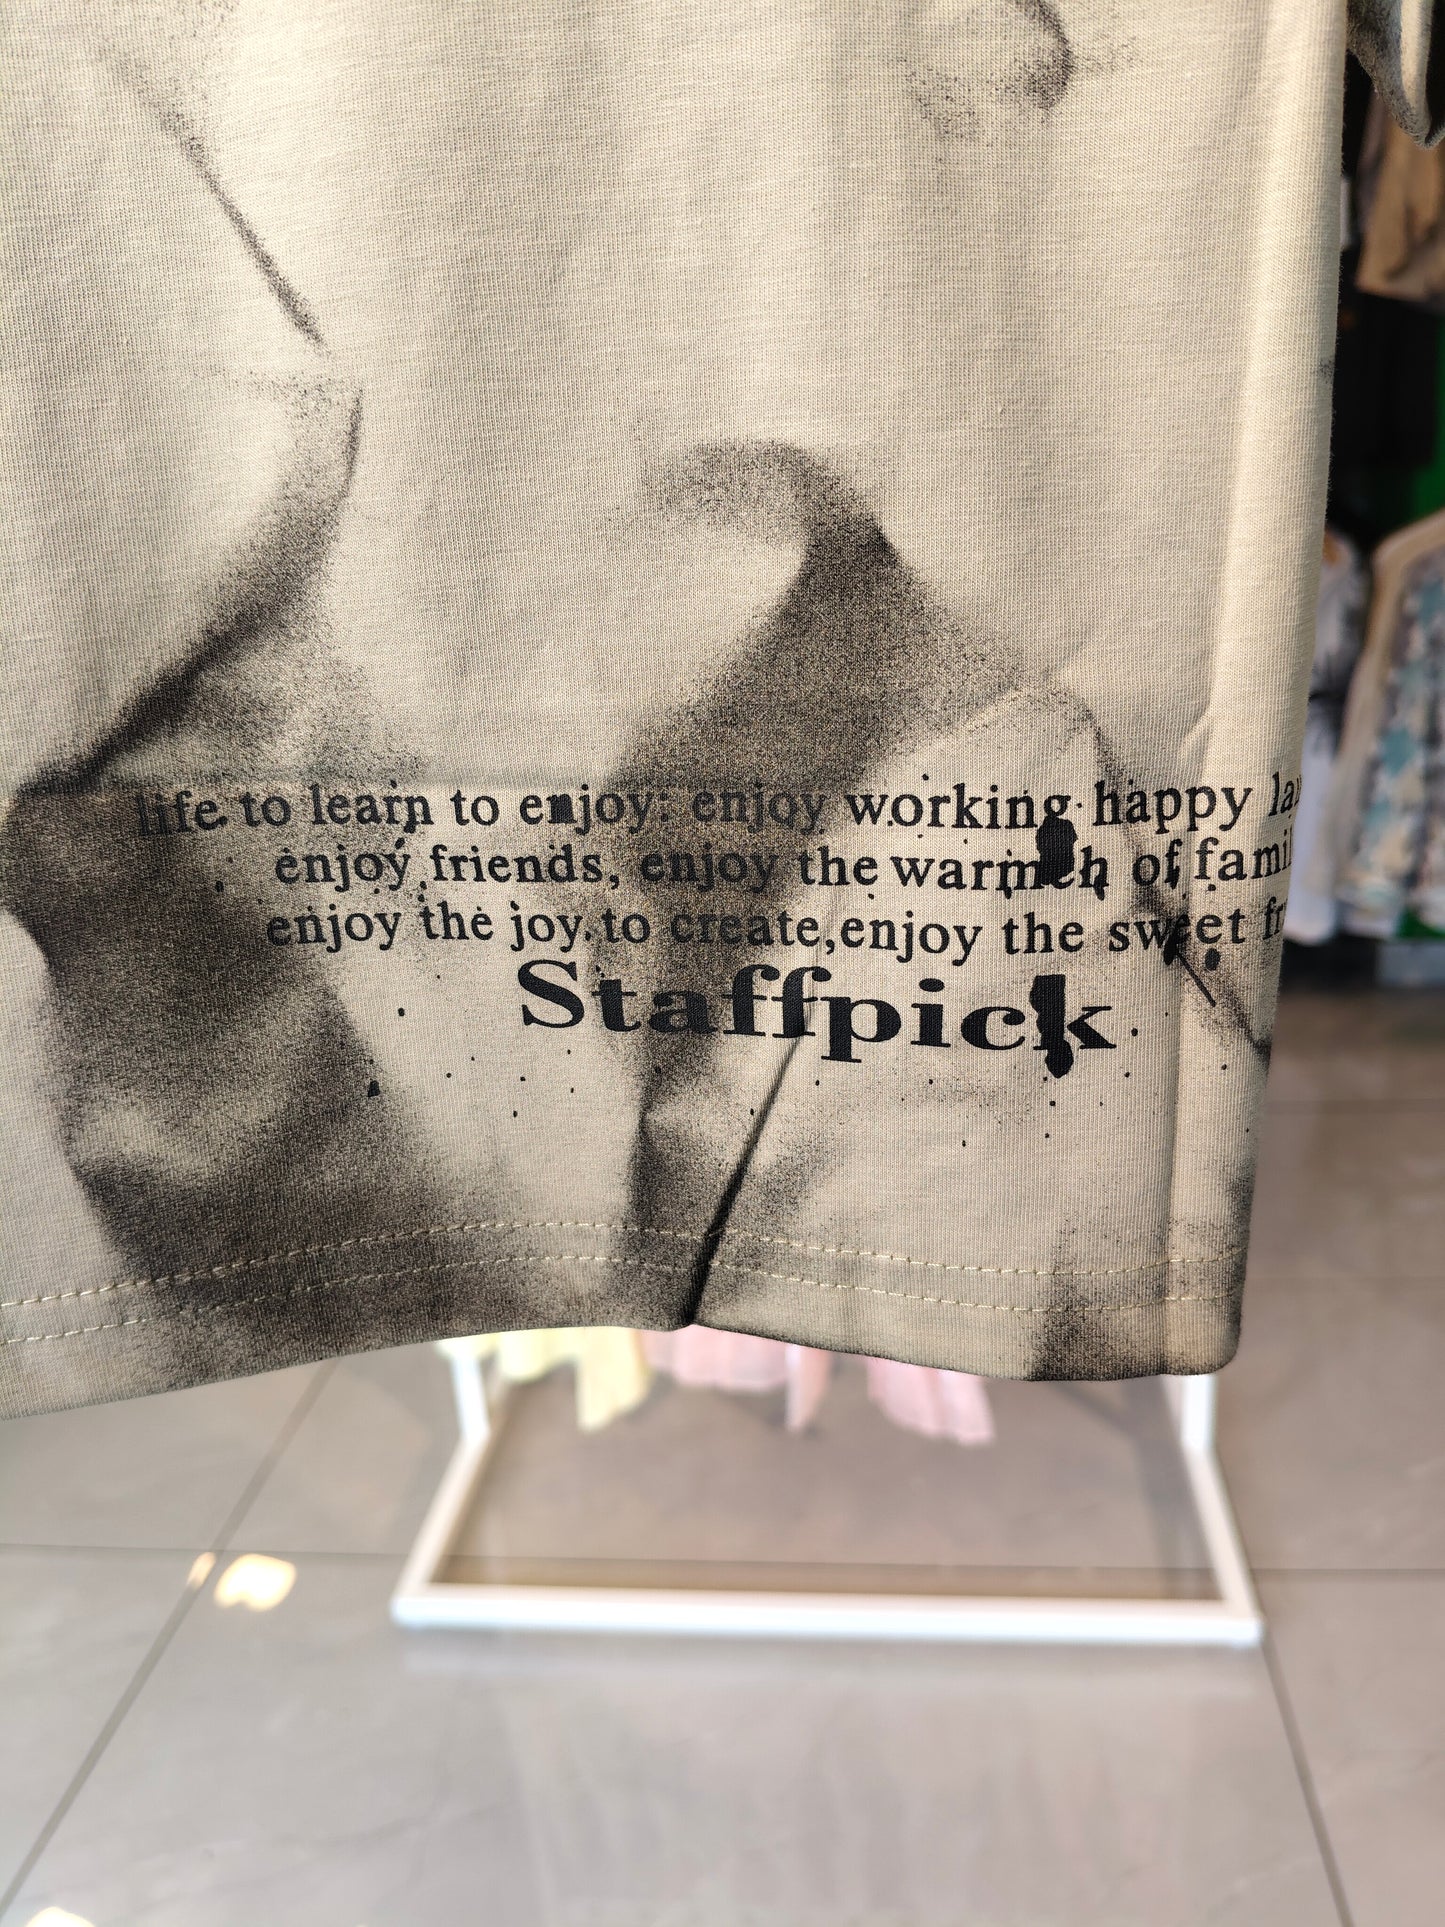 life to learn to enjoy: enjoy working happy
enjoy friends, enjoy the warmth of
enjoy the joy to create, enjoy the sweet
Staffpick